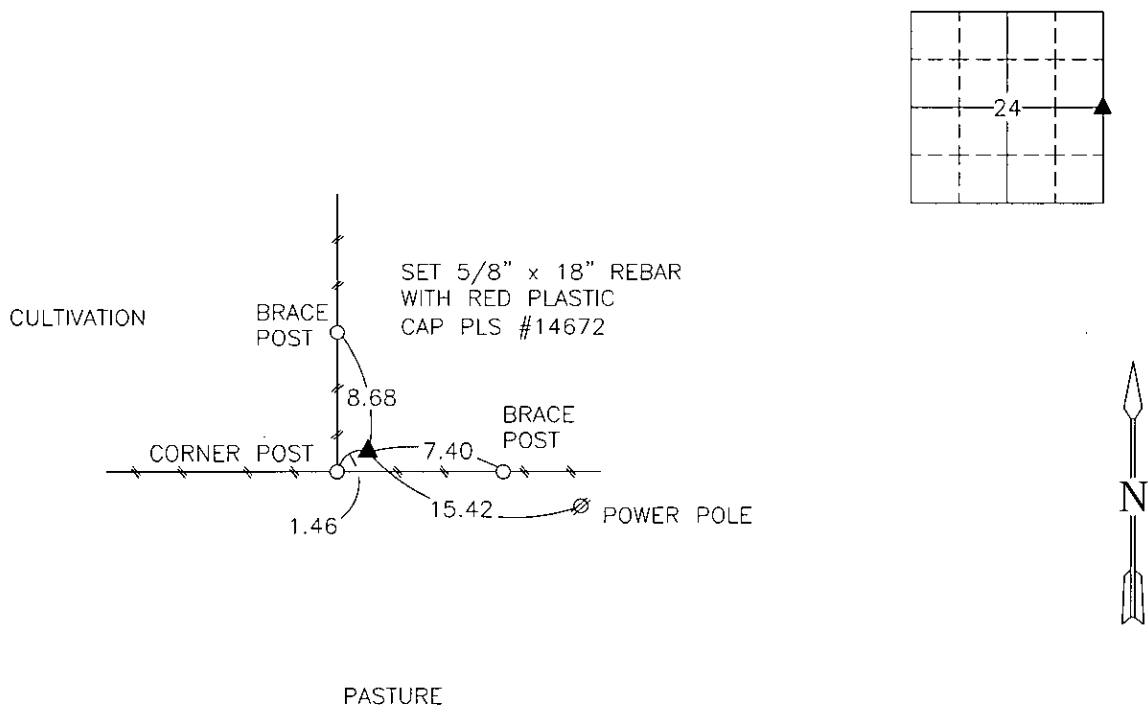 24
SET 5/8" x 18" REBAR
WITH RED PLASTIC
CAP PLS #14672
CULTIVATION
BRACE
POST
8.68
BRACE
POST
CORNER POST
7.40
1.46
15.42
POWER POLE
N
PASTURE